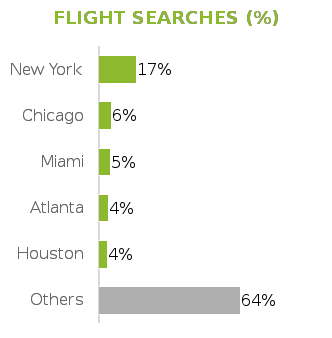 FLIGHT SEARCHES (%)
New York 17%
Chicago 6%
Miami 5%
Atlanta 4%
Houston 4%
Others 64%